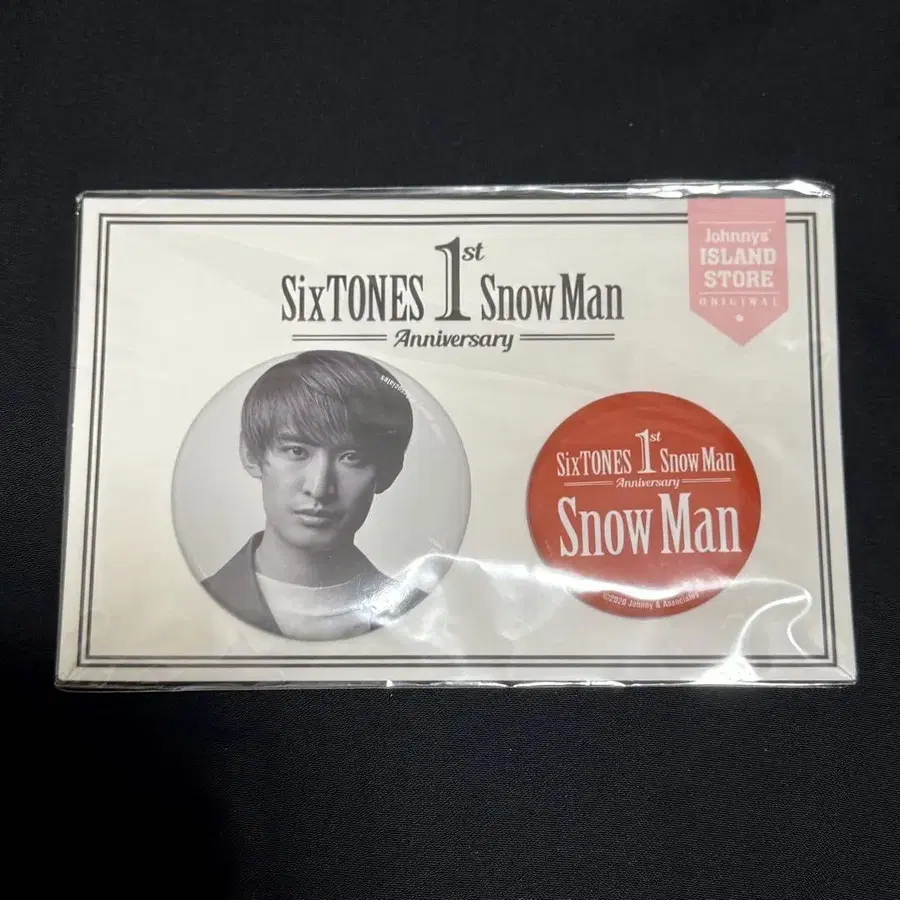 Johnnys'
ISLAND
STORE
ORIGINAL
SixTONES 1st Snow Man
Anniversary
SixTONES 1st Snow Man
Anniversary
Snow Man
©2020 Johnny & Associates